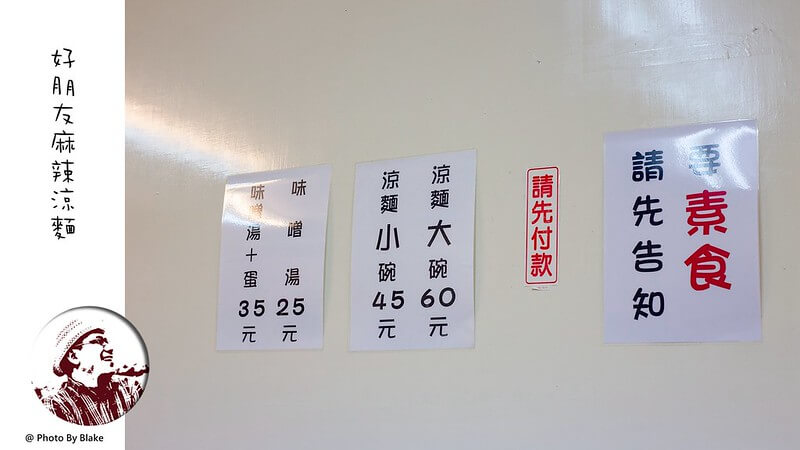 好朋友麻辣涼麵
味噌湯25元
味噌湯+蛋35元
涼麵大碗60元
涼麵小碗45元
請先付款
要素食
請先告知
@ Photo By Blake